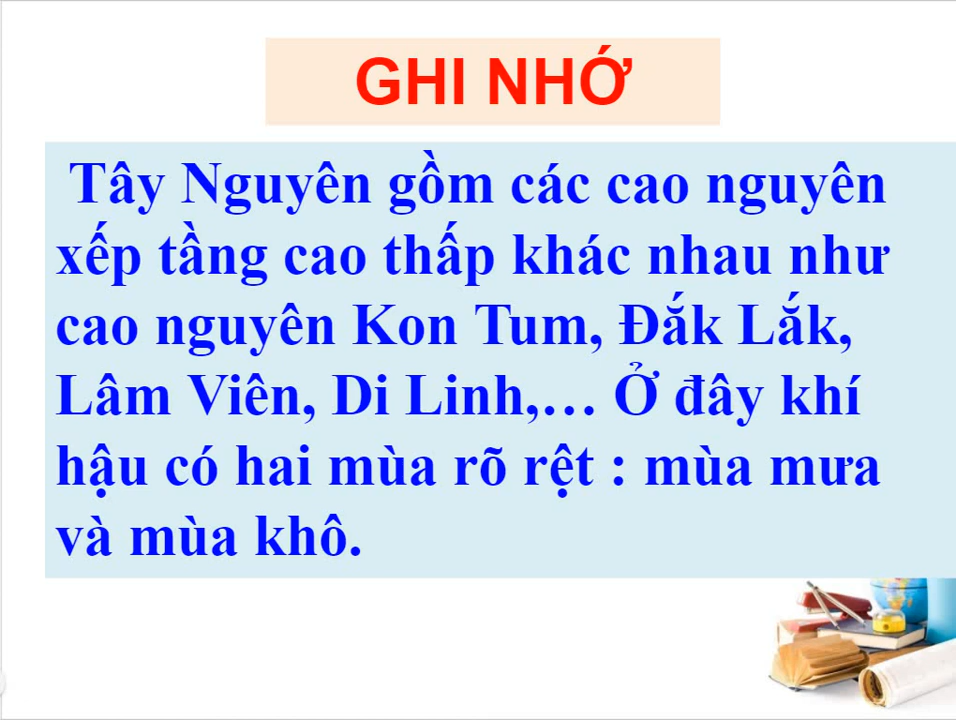 GHI NHỚ
Tây Nguyên gồm các cao nguyên
xếp tầng cao thấp khác nhau như
cao nguyên Kon Tum, Đắk Lắk,
Lâm Viên, Di Linh,… Ở đây khí
hậu có hai mùa rõ rệt : mùa mưa
và mùa khô.